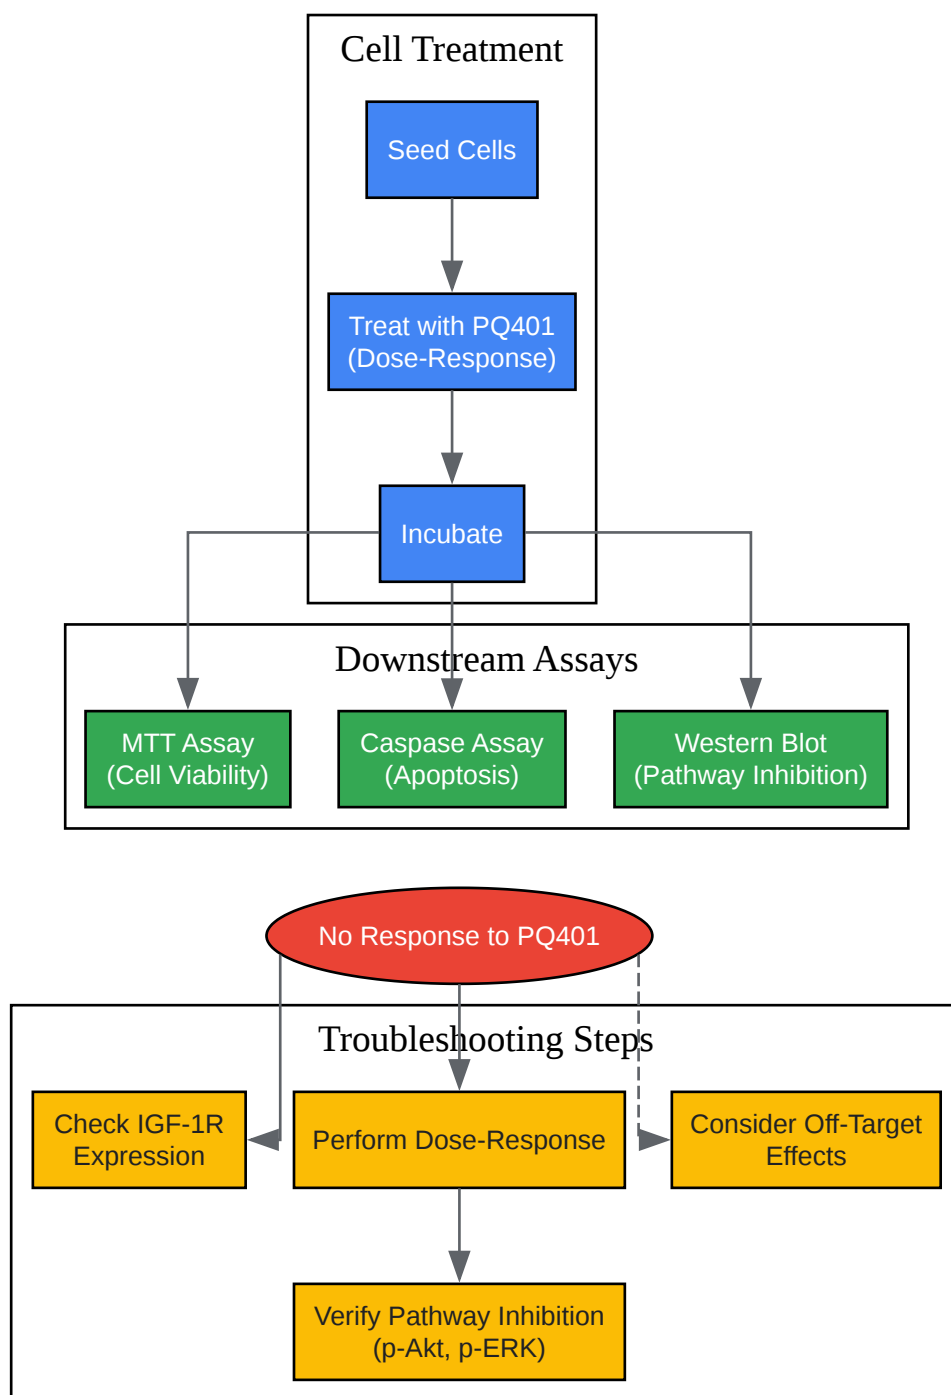 Cell Treatment
Seed Cells
Treat with PQ401
(Dose-Response)
Incubate
Downstream Assays
MTT Assay
(Cell Viability)
Caspase Assay
(Apoptosis)
Western Blot
(Pathway Inhibition)
No Response to PQ401
Troubleshooting Steps
Check IGF-1R
Expression
Perform Dose-Response
Consider Off-Target
Effects
Verify Pathway Inhibition
(p-Akt, p-ERK)